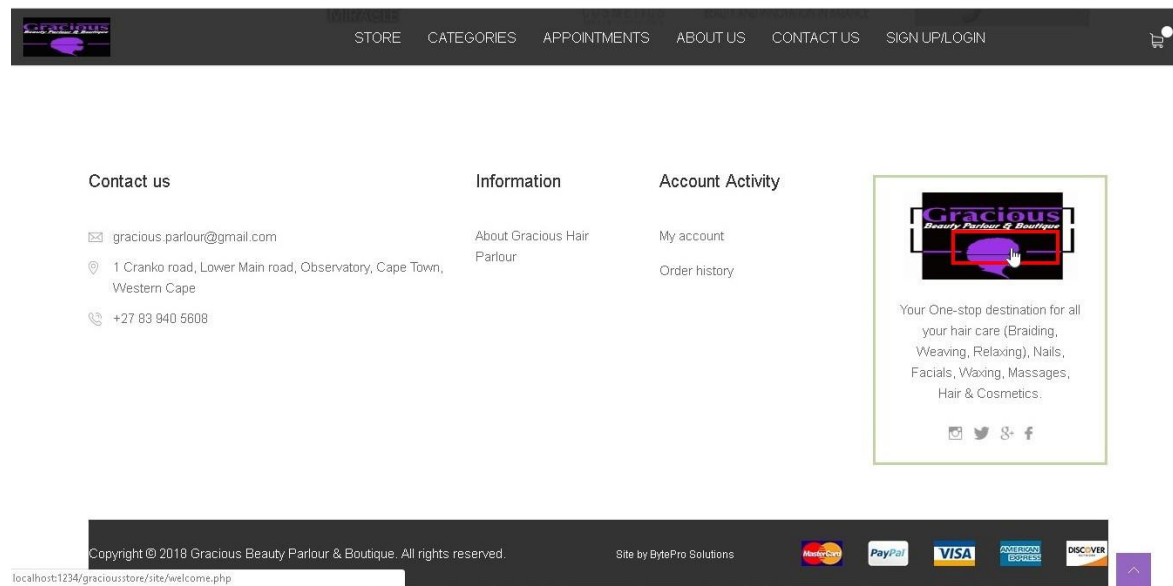 Gracious
Beauty Parlour & Boutique
STORE CATEGORIES APPOINTMENTS ABOUT US CONTACT US SIGN UP/LOGIN
Contact us
gracious.parlour@gmail.com
1 Cranko road, Lower Main road, Observatory, Cape Town,
Western Cape
+27 83 940 5608
Information
About Gracious Hair
Parlour
Account Activity
My account
Order history
Gracious
Beauty Parlour & Boutique
Your One-stop destination for all
your hair care (Braiding,
Weaving, Relaxing), Nails,
Facials, Waxing, Massages,
Hair & Cosmetics.
Copyright © 2018 Gracious Beauty Parlour & Boutique. All rights reserved.
Site by BytePro Solutions
MasterCard PayPal VISA AMERICAN EXPRESS DISCOVER
localhost:1234/graciousstore/site/welcome.php